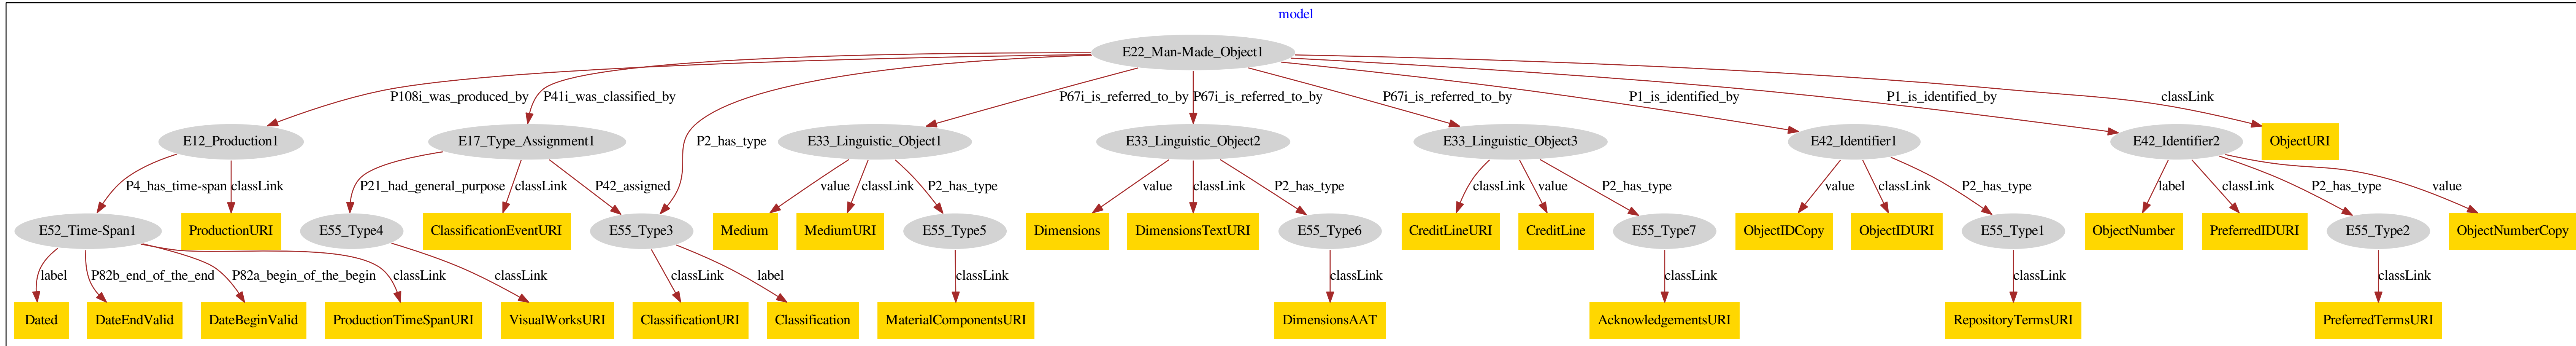 model
E22_Man-Made_Object1
P108i_was_produced_by
P41i_was_classified_by
P67i_is_referred_to_by
P67i_is_referred_to_by
P67i_is_referred_to_by
P1_is_identified_by
P1_is_identified_by
classLink
E12_Production1
E17_Type_Assignment1
P2_has_type
E33_Linguistic_Object1
E33_Linguistic_Object2
E33_Linguistic_Object3
E42_Identifier1
E42_Identifier2
ObjectURI
P4_has_time-span
classLink
P21_had_general_purpose
classLink
P42_assigned
value
classLink
P2_has_type
value
classLink
P2_has_type
classLink
value
P2_has_type
value
classLink
P2_has_type
label
classLink
P2_has_type
value
E52_Time-Span1
ProductionURI
E55_Type4
ClassificationEventURI
E55_Type3
Medium
MediumURI
E55_Type5
Dimensions
DimensionsTextURI
E55_Type6
CreditLineURI
CreditLine
E55_Type7
ObjectIDCopy
ObjectIDURI
E55_Type1
ObjectNumber
PreferredIDURI
E55_Type2
ObjectNumberCopy
label
P82b_end_of_the_end
P82a_begin_of_the_begin
classLink
classLink
classLink
label
classLink
classLink
classLink
classLink
classLink
Dated
DateEndValid
DateBeginValid
ProductionTimeSpanURI
VisualWorksURI
ClassificationURI
Classification
MaterialComponentsURI
DimensionsAAT
AcknowledgementsURI
RepositoryTermsURI
PreferredTermsURI